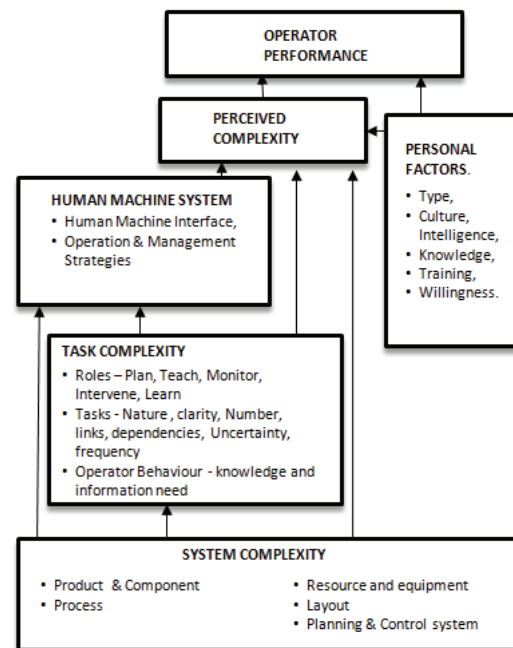 OPERATOR
PERFORMANCE
PERCEIVED
COMPLEXITY
PERSONAL
FACTORS.
• Type,
• Culture,
Intelligence,
• Knowledge,
• Training,
• Willingness.
HUMAN MACHINE SYSTEM
• Human Machine Interface,
• Operation & Management
Strategies
TASK COMPLEXITY
• Roles – Plan, Teach, Monitor,
Intervene, Learn
• Tasks - Nature , clarity, Number,
links, dependencies, Uncertainty,
frequency
• Operator Behaviour - knowledge and
information need
SYSTEM COMPLEXITY
• Product & Component
• Process
• Resource and equipment
• Layout
• Planning & Control system